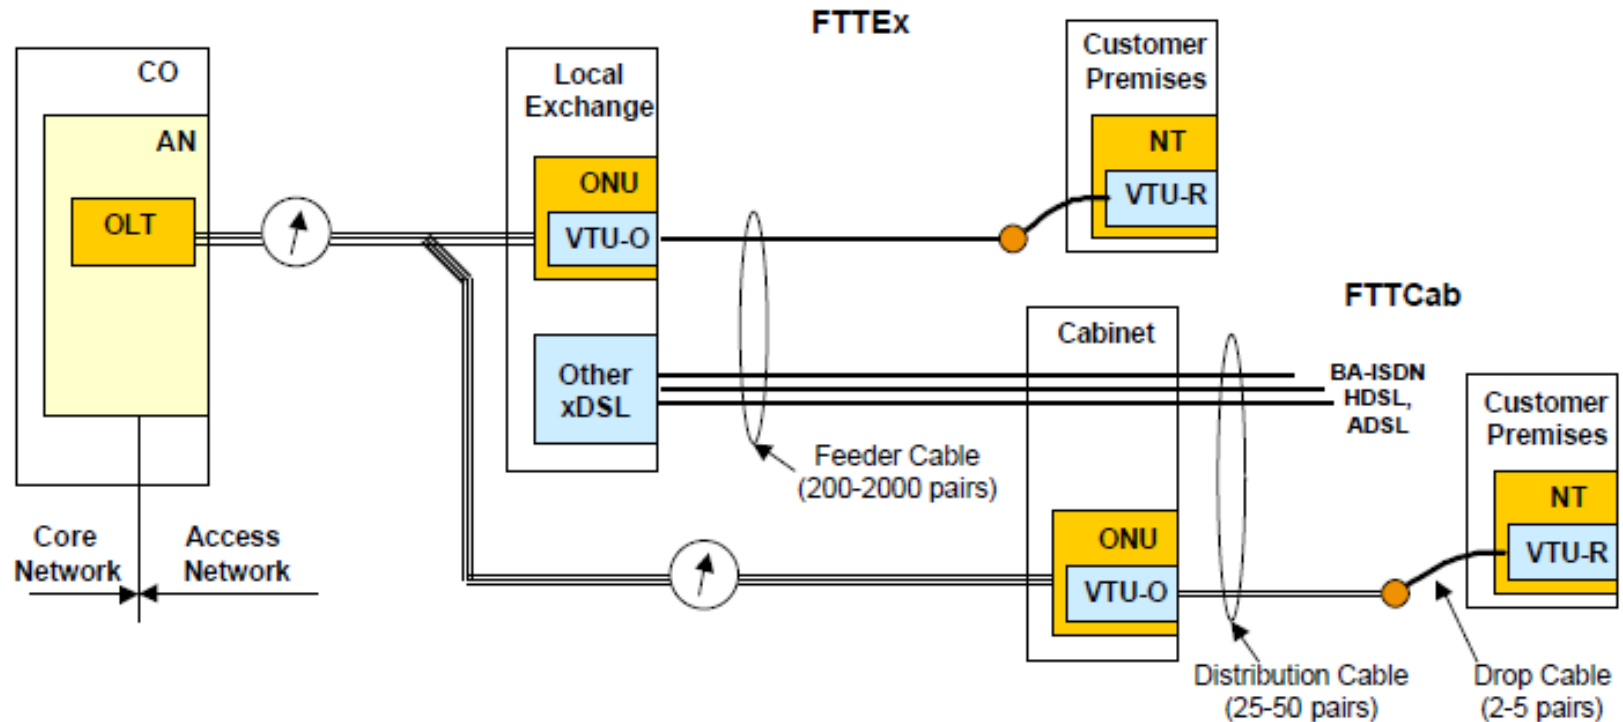 FTTEx
CO
AN
OLT
Core
Network
Access
Network
Local
Exchange
ONU
VTU-O
Other
xDSL
Feeder Cable
(200-2000 pairs)
Customer
Premises
NT
VTU-R
FTTCab
Cabinet
ONU
VTU-O
BA-ISDN
HDSL,
ADSL
Customer
Premises
NT
VTU-R
Distribution Cable
(25-50 pairs)
Drop Cable
(2-5 pairs)